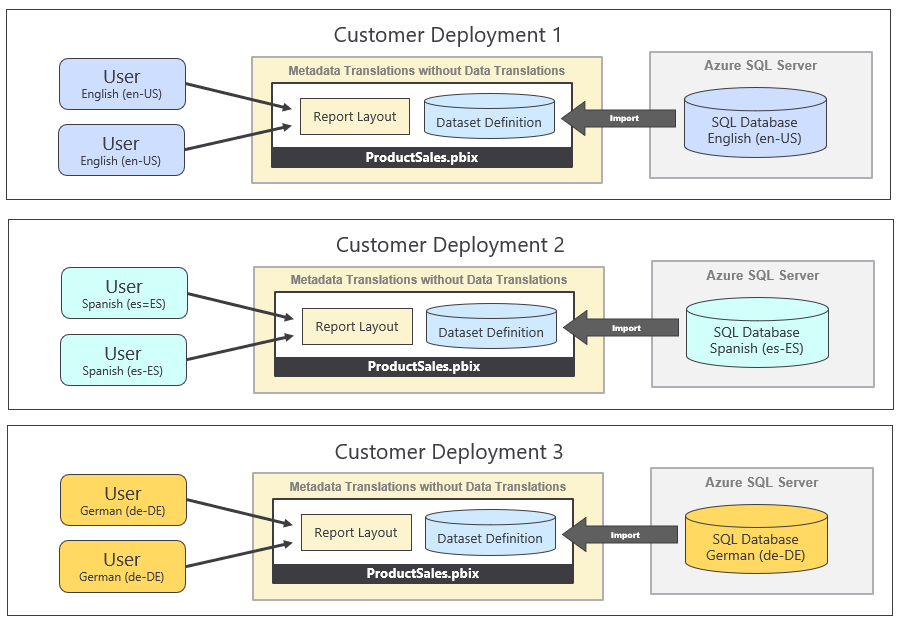 Customer Deployment 1
Metadata Translations without Data Translations
Azure SQL Server
User
English (en-US)
User
English (en-US)
Report Layout
Dataset Definition
ProductSales.pbix
Import
SQL Database
English (en-US)
Customer Deployment 2
Metadata Translations without Data Translations
Azure SQL Server
User
Spanish (es=ES)
User
Spanish (es-ES)
Report Layout
Dataset Definition
ProductSales.pbix
Import
SQL Database
Spanish (es-ES)
Customer Deployment 3
Metadata Translations without Data Translations
Azure SQL Server
User
German (de-DE)
User
German (de-DE)
Report Layout
Dataset Definition
ProductSales.pbix
Import
SQL Database
German (de-DE)